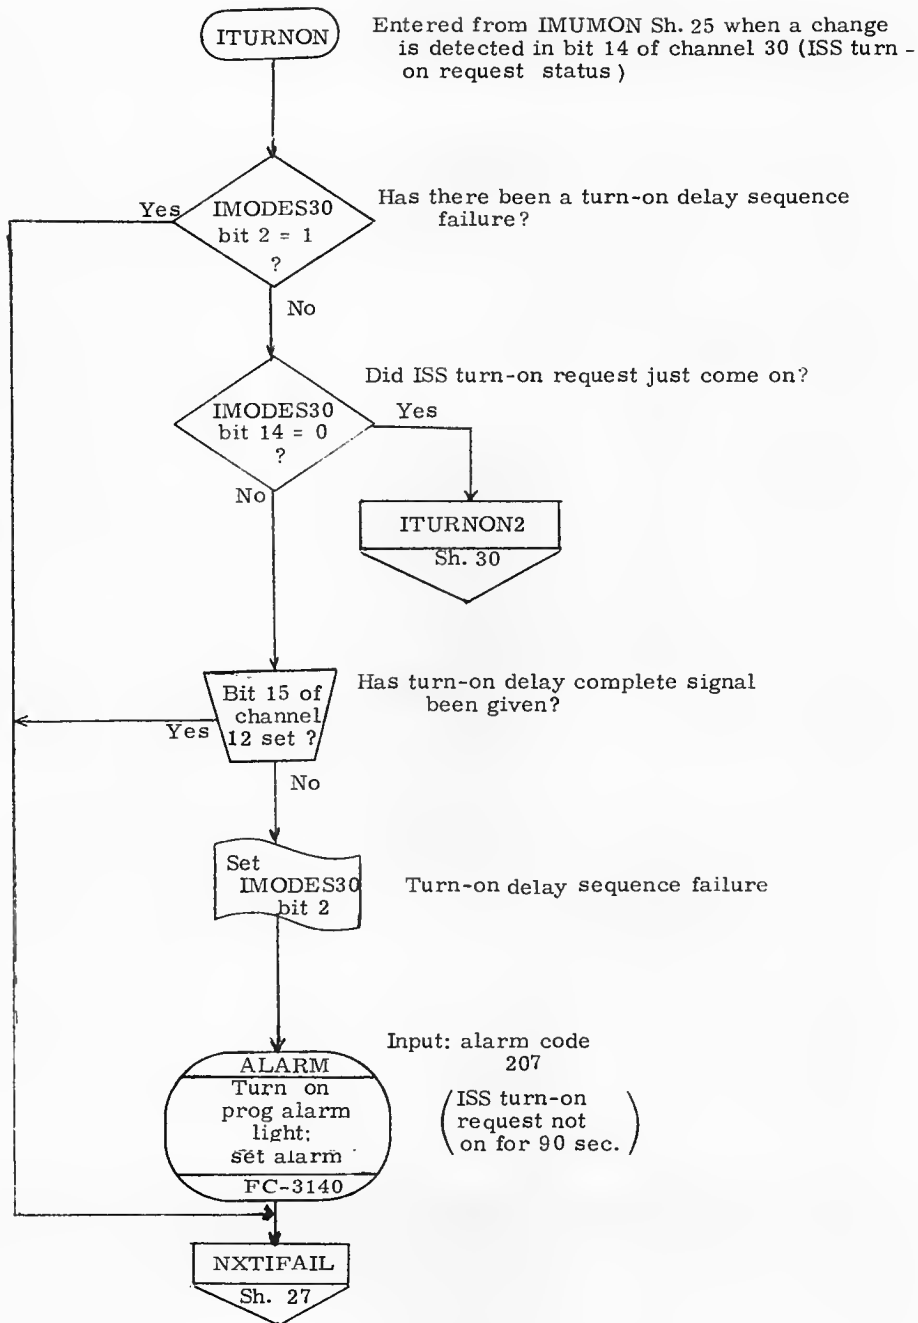 ITURNON
Entered from IMUMON Sh. 25 when a change
is detected in bit 14 of channel 30 (ISS turn-
on request status)
Yes
IMODES30
bit 2 = 1
?
Has there been a turn-on delay sequence
failure?
No
Did ISS turn-on request just come on?
IMODES30
bit 14 = 0
?
Yes
No
ITURNON2
Sh. 30
Bit 15 of
channel
12 set ?
Has turn-on delay complete signal
been given?
Yes
No
Set
IMODES30
bit 2
Turn-on delay sequence failure
Input: alarm code
207
(ISS turn-on
request not
on for 90 sec.)
ALARM
Turn on
prog alarm
light;
set alarm
FC-3140
NXTIFAIL
Sh. 27